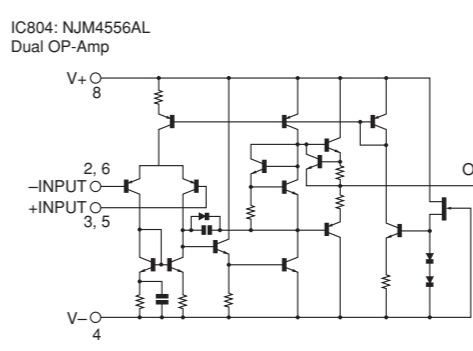 IC804: NJM4556AL
Dual OP-Amp
V+
8
2, 6
–INPUT
+INPUT
3, 5
V–
4